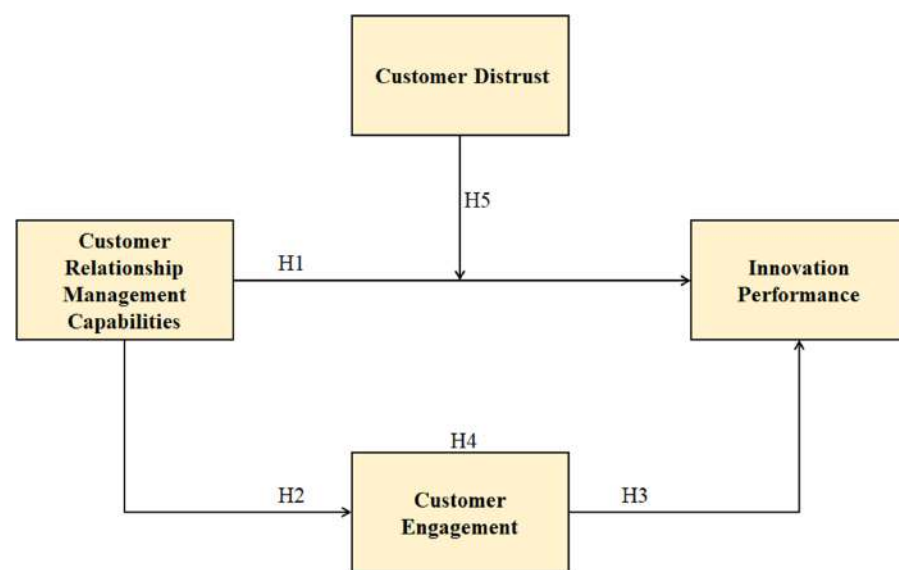 Customer Distrust
H5
Customer
Relationship
Management
Capabilities
H1
Innovation
Performance
H4
H2
Customer
Engagement
H3